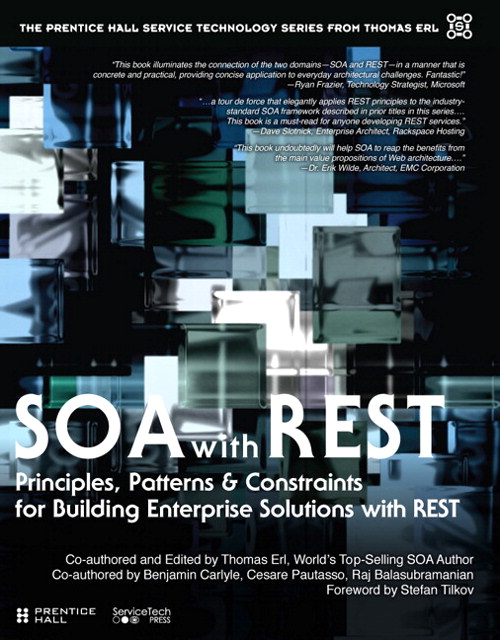 THE PRENTICE HALL SERVICE TECHNOLOGY SERIES FROM THOMAS ERL
"This book illuminates the connection of the two domains—SOA and REST—in a manner that is
concrete and practical, providing concise application to everyday architectural challenges. Fantastic!"
—Ryan Frazier, Technology Strategist, Microsoft
"…a tour de force that elegantly applies REST principles to the industry-
standard SOA framework described in prior titles in this series….
This book is a must-read for anyone developing REST services."
—Dave Slotnick, Enterprise Architect, Rackspace Hosting
"This book undoubtedly will help SOA to reap the benefits from
the main value propositions of Web architecture…."
—Dr. Erik Wilde, Architect, EMC Corporation
SOA with REST
Principles, Patterns & Constraints
for Building Enterprise Solutions with REST
Co-authored and Edited by Thomas Erl, World's Top-Selling SOA Author
Co-authored by Benjamin Carlyle, Cesare Pautasso, Raj Balasubramanian
Foreword by Stefan Tilkov
PRENTICE
HALL
ServiceTech
PRESS